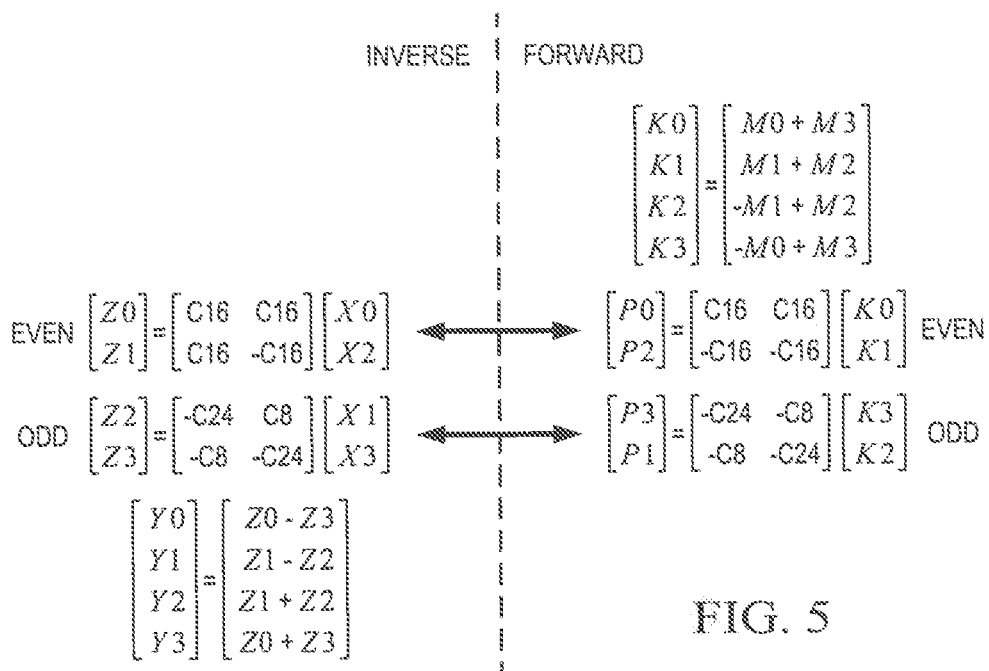 INVERSE FORWARD
[K0] = [M0 + M3]
[K1] [M1 + M2]
[K2] [-M1 + M2]
[K3] [-M0 + M3]
EVEN [Z0] = [C16 C16] [X0]
[Z1] [C16 -C16] [X2]
[P0] = [C16 C16] [K0] EVEN
[P2] [-C16 -C16] [K1]
ODD [Z2] = [-C24 C8] [X1]
[Z3] [-C8 -C24] [X3]
[P3] = [-C24 -C8] [K3] ODD
[P1] [-C8 -C24] [K2]
[Y0] = [Z0 - Z3]
[Y1] [Z1 - Z2]
[Y2] [Z1 + Z2]
[Y3] [Z0 + Z3]
FIG. 5